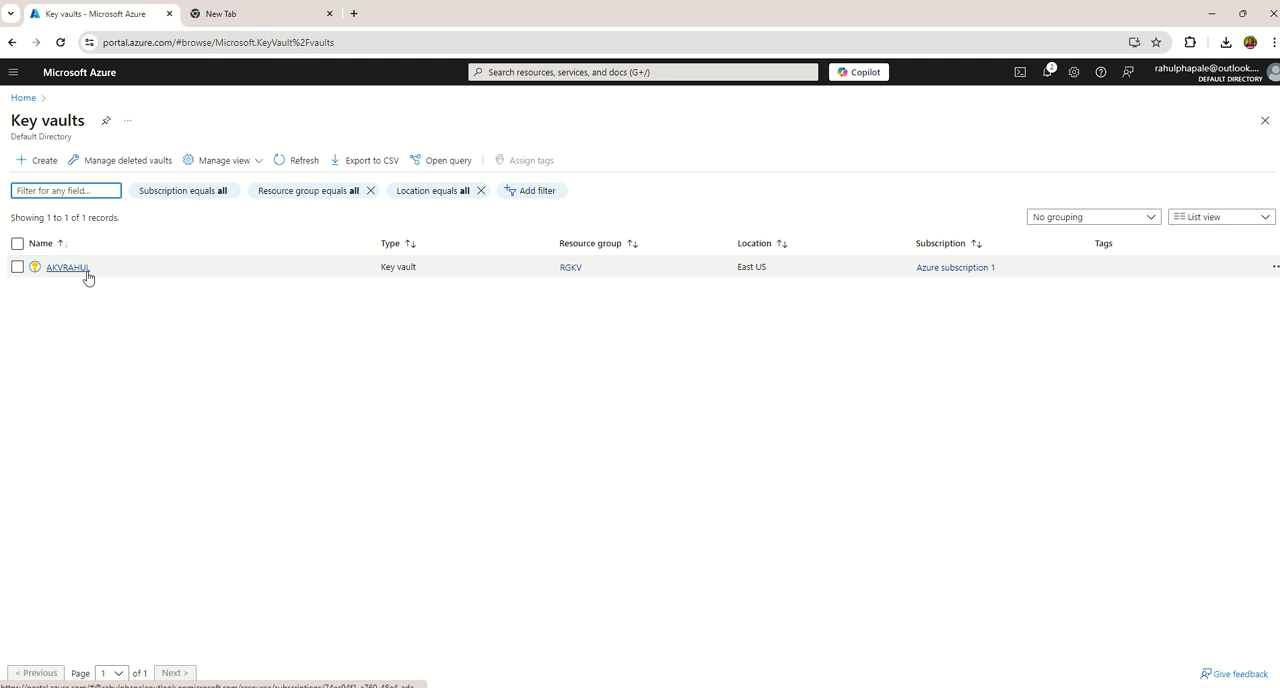 Key vaults - Microsoft Azure
New Tab
portal.azure.com/#browse/Microsoft.KeyVault%2Fvaults
Microsoft Azure
Search resources, services, and docs (G+/)
Copilot
2
rahulphapale@outlook....
DEFAULT DIRECTORY
Home
Key vaults
Default Directory
Create
Manage deleted vaults
Manage view
Refresh
Export to CSV
Open query
Assign tags
Filter for any field...
Subscription equals all
Resource group equals all
Location equals all
Add filter
Showing 1 to 1 of 1 records.
No grouping
List view
Name
Type
Resource group
Location
Subscription
Tags
AKVRAHUL
Key vault
RGKV
East US
Azure subscription 1
< Previous
Page
1
of 1
Next >
Give feedback